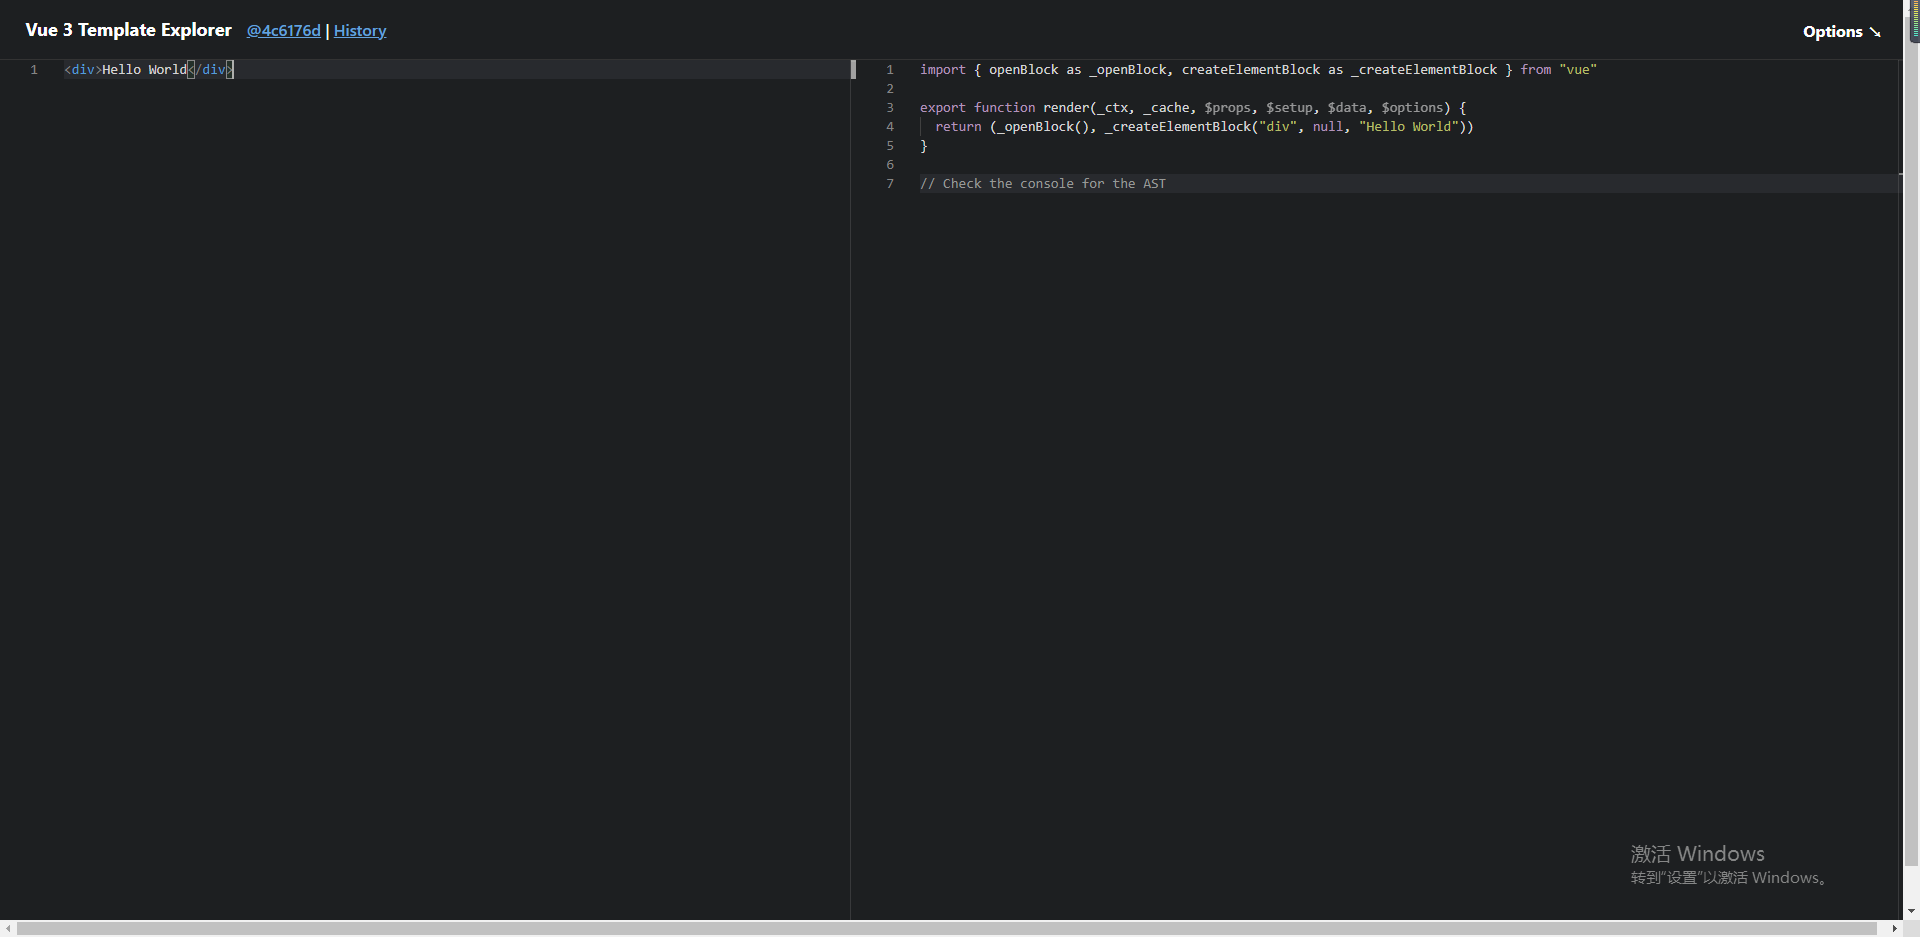 Vue 3 Template Explorer @4c6176d | History
Options ↘
1 <div>Hello World</div>
1 import { openBlock as _openBlock, createElementBlock as _createElementBlock } from "vue"
2
3 export function render(_ctx, _cache, $props, $setup, $data, $options) {
4 return (_openBlock(), _createElementBlock("div", null, "Hello World"))
5 }
6
7 // Check the console for the AST
激活 Windows
转到“设置”以激活 Windows。